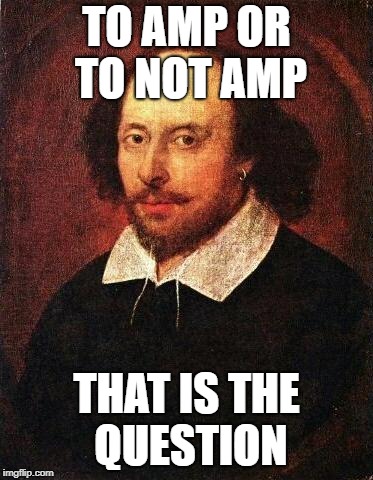 TO AMP OR
TO NOT AMP
THAT IS THE
QUESTION
imgflip.com